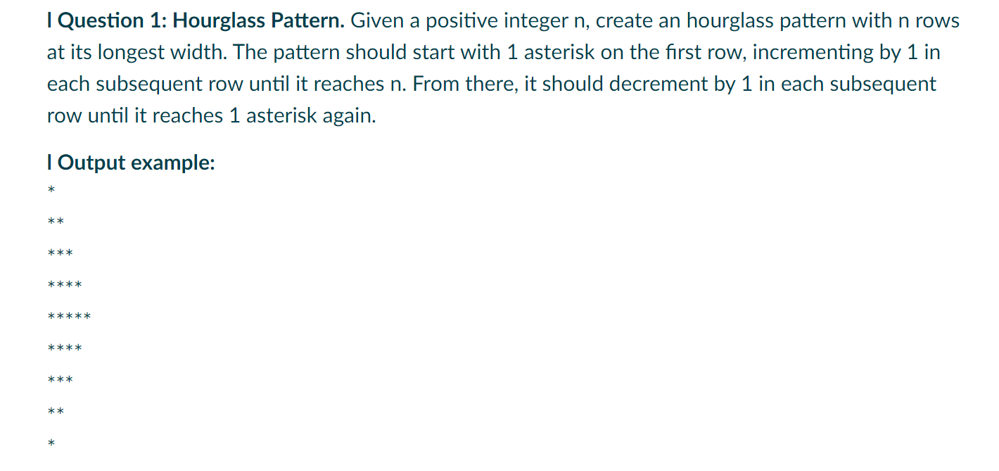 | Question 1: Hourglass Pattern. Given a positive integer n, create an hourglass pattern with n rows
at its longest width. The pattern should start with 1 asterisk on the first row, incrementing by 1 in
each subsequent row until it reaches n. From there, it should decrement by 1 in each subsequent
row until it reaches 1 asterisk again.
| Output example:
*
**
***
****
*****
****
***
**
*